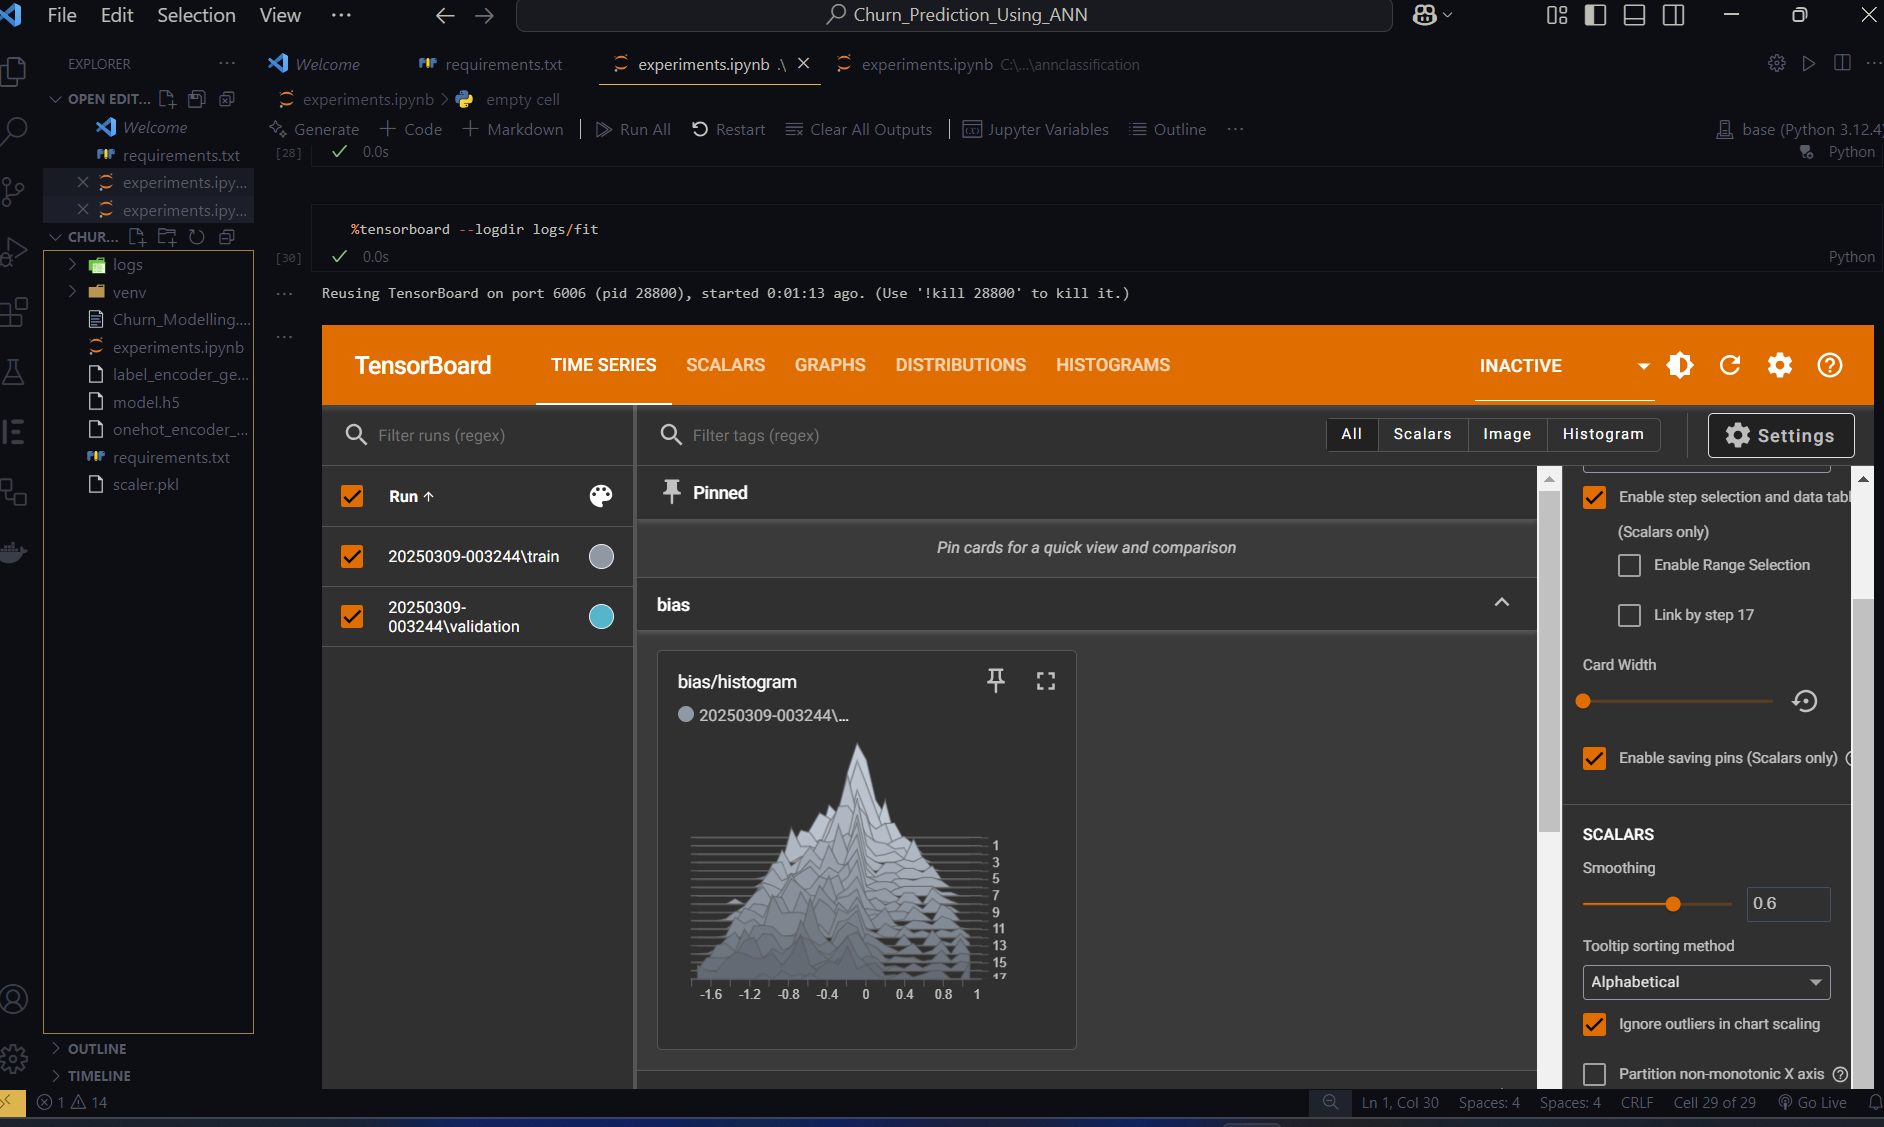 File Edit Selection View ··· Churn_Prediction_Using_ANN
EXPLORER
Welcome requirements.txt experiments.ipynb .\ experiments.ipynb C:\...\annclassification
OPEN EDIT...
experiments.ipynb > empty cell
Welcome
Generate + Code + Markdown Run All Restart Clear All Outputs Jupyter Variables Outline ··· base (Python 3.12.4)
requirements.txt
[28] 0.0s Python
experiments.ipy...
experiments.ipy...
CHUR...
%tensorboard --logdir logs/fit
[30] 0.0s Python
logs
venv
Churn_Modelling....
experiments.ipynb
label_encoder_ge...
model.h5
onehot_encoder_...
requirements.txt
scaler.pkl
Reusing TensorBoard on port 6006 (pid 28800), started 0:01:13 ago. (Use '!kill 28800' to kill it.)
TensorBoard TIME SERIES SCALARS GRAPHS DISTRIBUTIONS HISTOGRAMS INACTIVE
Filter runs (regex) Filter tags (regex) All Scalars Image Histogram Settings
Run
20250309-003244\train
20250309-
003244\validation
Pinned
Pin cards for a quick view and comparison
bias
bias/histogram
20250309-003244\...
1
3
5
7
9
11
13
15
17
-1.6 -1.2 -0.8 -0.4 0 0.4 0.8 1
Enable step selection and data tabl
(Scalars only)
Enable Range Selection
Link by step 17
Card Width
Enable saving pins (Scalars only)
SCALARS
Smoothing
0.6
Tooltip sorting method
Alphabetical
Ignore outliers in chart scaling
Partition non-monotonic X axis
OUTLINE
TIMELINE
1 14 Ln 1, Col 30 Spaces: 4 Spaces: 4 CRLF Cell 29 of 29 Go Live